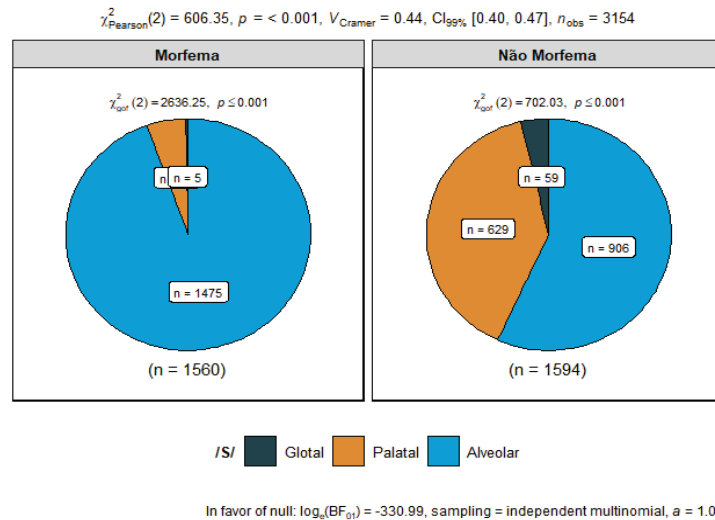 χ²Pearson(2) = 606.35, p = < 0.001, VCramer = 0.44, CI99% [0.40, 0.47], nobs = 3154
Morfema
χ²gof(2) = 2636.25, p ≤ 0.001
n
n = 5
n = 1475
(n = 1560)
Não Morfema
χ²gof(2) = 702.03, p ≤ 0.001
n = 59
n = 629
n = 906
(n = 1594)
/S/ Glotal Palatal Alveolar
In favor of null: loge(BF01) = -330.99, sampling = independent multinomial, a = 1.0